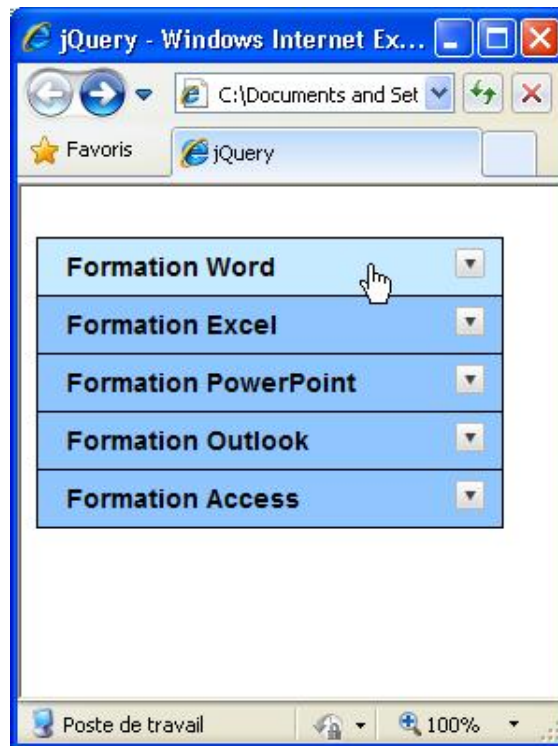 jQuery - Windows Internet Ex...
C:\Documents and Set
Favoris
jQuery
Formation Word
Formation Excel
Formation PowerPoint
Formation Outlook
Formation Access
Poste de travail
100%